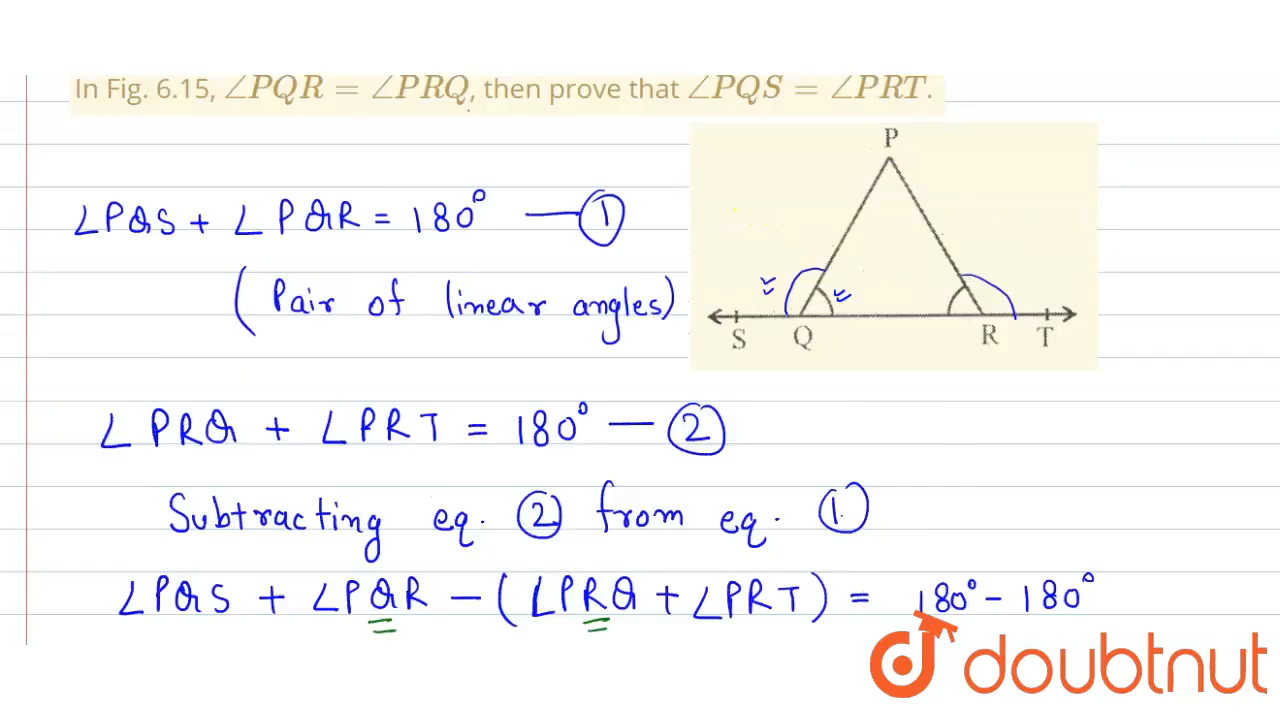 In Fig. 6.15, ∠PQR = ∠PRQ, then prove that ∠PQS = ∠PRT.
P
∠PQS + ∠PQR = 180° — ①
(Pair of linear angles)
S Q R T
∠PRQ + ∠PRT = 180° — ②
Subtracting eq. ② from eq. ①
∠PQS + ∠PQR — (∠PRQ + ∠PRT) = 180° - 180°
doubtnut